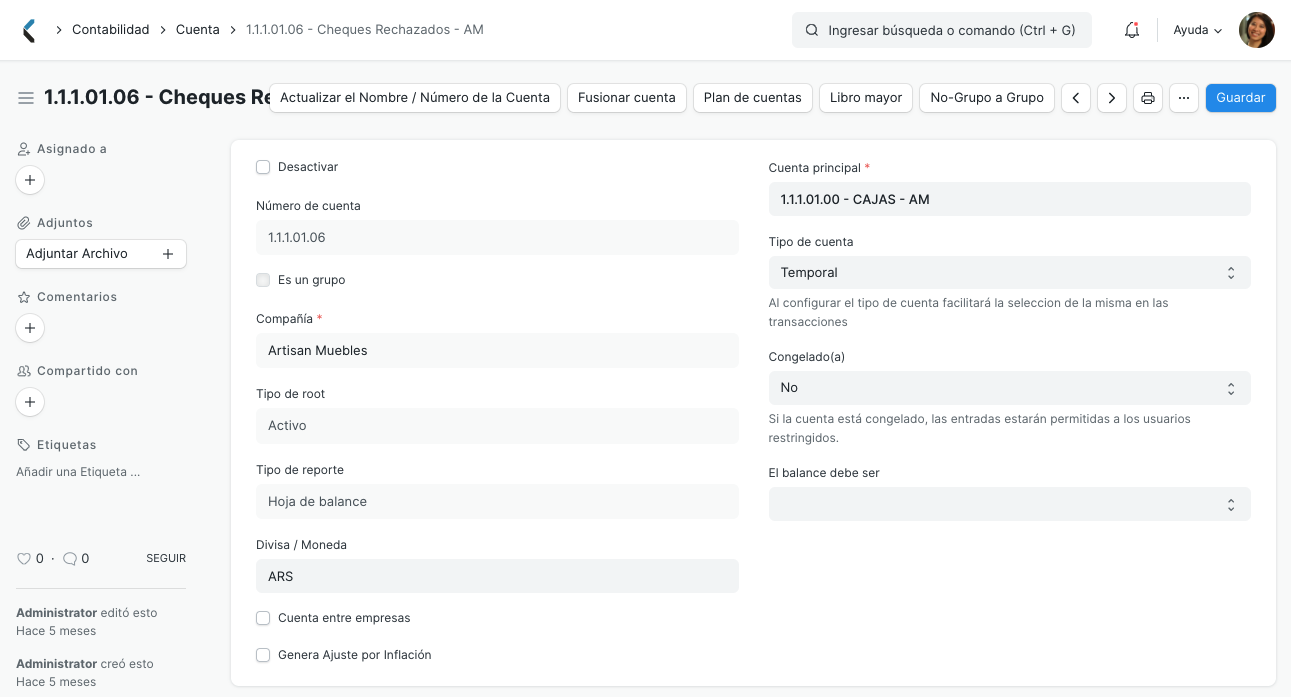 Contabilidad
Cuenta
1.1.1.01.06 - Cheques Rechazados - AM
Ingresar búsqueda o comando (Ctrl + G)
Ayuda
1.1.1.01.06 - Cheques Re
Actualizar el Nombre / Número de la Cuenta
Fusionar cuenta
Plan de cuentas
Libro mayor
No-Grupo a Grupo
Guardar
Asignado a
Adjuntos
Adjuntar Archivo
Comentarios
Compartido con
Etiquetas
Añadir una Etiqueta ...
0 · 0 SEGUIR
Administrator editó esto
Hace 5 meses
Administrator creó esto
Hace 5 meses
Desactivar
Número de cuenta
1.1.1.01.06
Es un grupo
Compañía *
Artisan Muebles
Tipo de root
Activo
Tipo de reporte
Hoja de balance
Divisa / Moneda
ARS
Cuenta entre empresas
Genera Ajuste por Inflación
Cuenta principal *
1.1.1.01.00 - CAJAS - AM
Tipo de cuenta
Temporal
Al configurar el tipo de cuenta facilitará la seleccion de la misma en las
transacciones
Congelado(a)
No
Si la cuenta está congelado, las entradas estarán permitidas a los usuarios
restringidos.
El balance debe ser